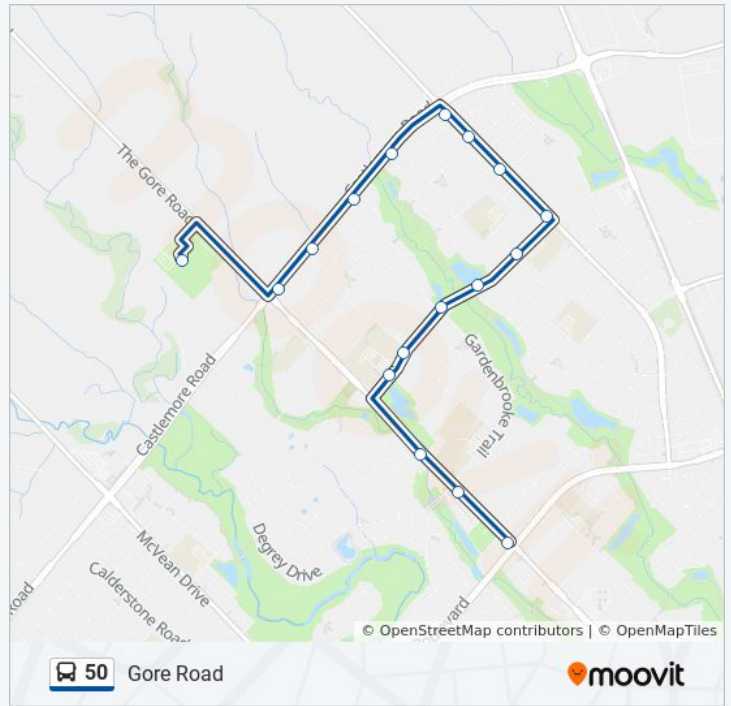 The Gore Road
Road
Gardenbrooke Trail
Castlemore Road
Degrey Drive
McVean Drive
Calderstone Road
Road
© OpenStreetMap contributors | © OpenMapTiles
50 Gore Road
moovit